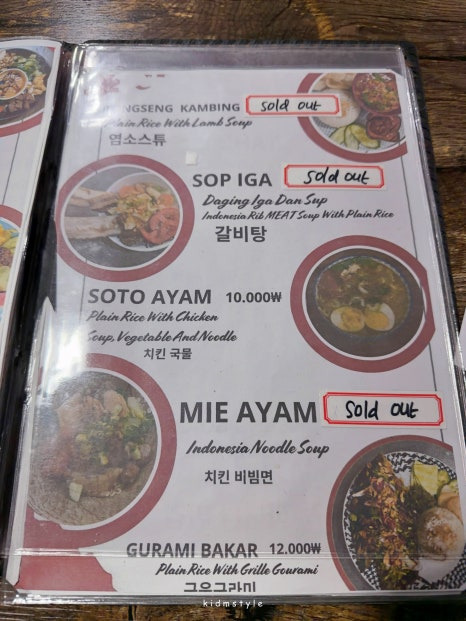 NGSENG KAMBING Sold out
Plain Rice With Lamb Soup
염소스튜
SOP IGA Sold out
Daging Iga Dan Sup
Indonesia Rib MEAT Soup With Plain Rice
갈비탕
SOTO AYAM 10.000₩
Plain Rice With Chicken
Soup, Vegetable And Noodle
치킨 국물
MIE AYAM Sold out
Indonesia Noodle Soup
치킨 비빔면
GURAMI BAKAR 12.000₩
Plain Rice With Grille Gourami
구운구라미
kidmstyle